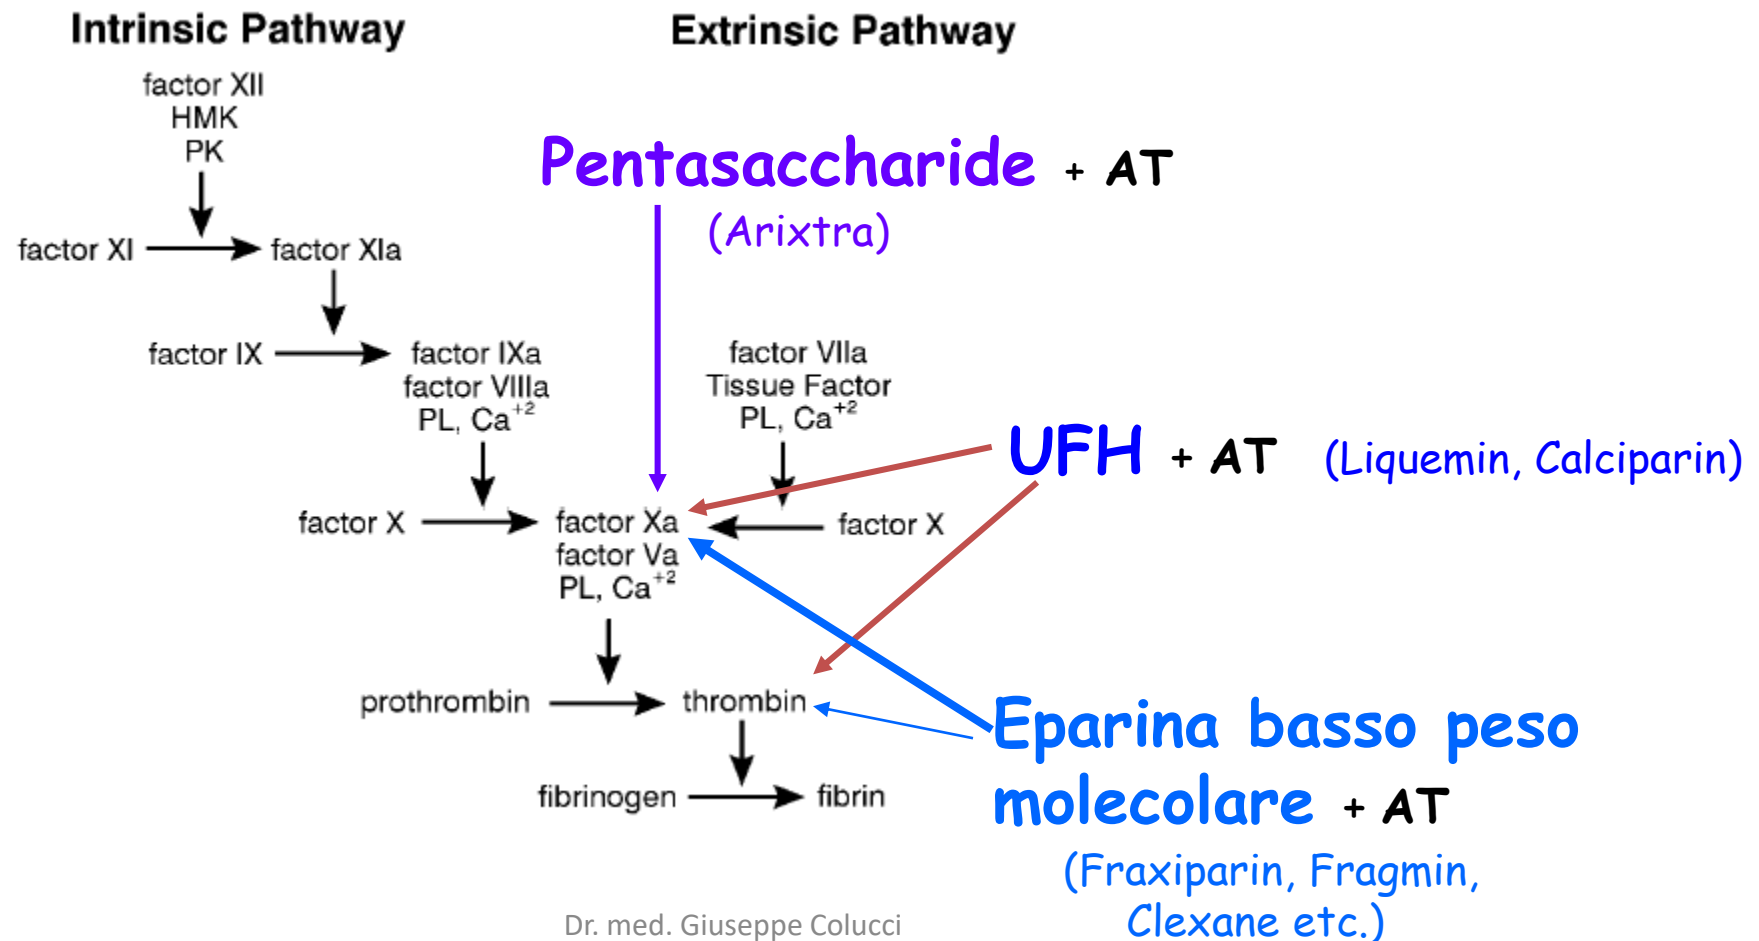 Intrinsic Pathway
Extrinsic Pathway
factor XII
HMK
PK
Pentasaccharide + AT
(Arixtra)
factor XI
factor XIa
factor IX
factor IXa
factor VIIIa
PL, Ca+2
factor VIIa
Tissue Factor
PL, Ca+2
UFH + AT (Liquemin, Calciparin)
factor X
factor Xa
factor Va
PL, Ca+2
factor X
prothrombin
thrombin
Eparina basso peso
molecolare + AT
(Fraxiparin, Fragmin,
Clexane etc.)
fibrinogen
fibrin
Dr. med. Giuseppe Colucci